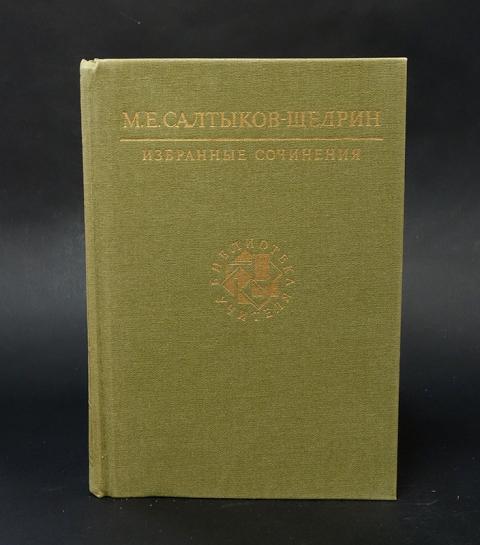 М.Е.САЛТЫКОВ-ЩЕДРИН
ИЗБРАННЫЕ СОЧИНЕНИЯ
БИБЛИОТЕКА
УЧИТЕЛЯ